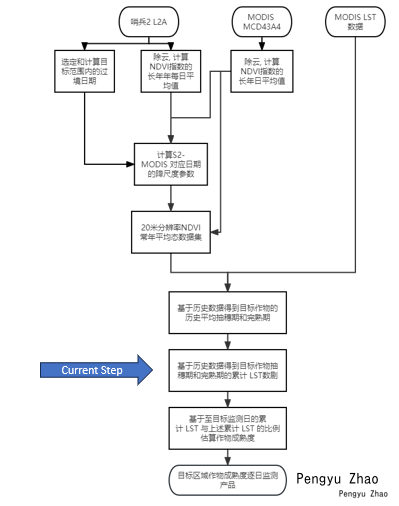 哨兵2 L2A
MODIS
MCD43A4
MODIS LST
数据
选定和计算目
标范围内的过
境日期
除云, 计算
NDVI指数的
长年年每日平
均值
除云, 计算
NDVI指数的
长年日平均值
计算S2-
MODIS 对应日期
的降尺度参数
20米分辨率NDVI
常年平均态数据集
基于历史数据得到目标作物的
历史平均抽穗期和完熟期
Current Step
基于历史数据得到目标作物抽
穗期和完熟期的累计 LST数剧
基于至目标监测日的累
计 LST 与上述累计 LST 的比例
估算作物成熟度
目标区域作物成熟度逐日监测
产品
Pengyu Zhao
Pengyu Zhao